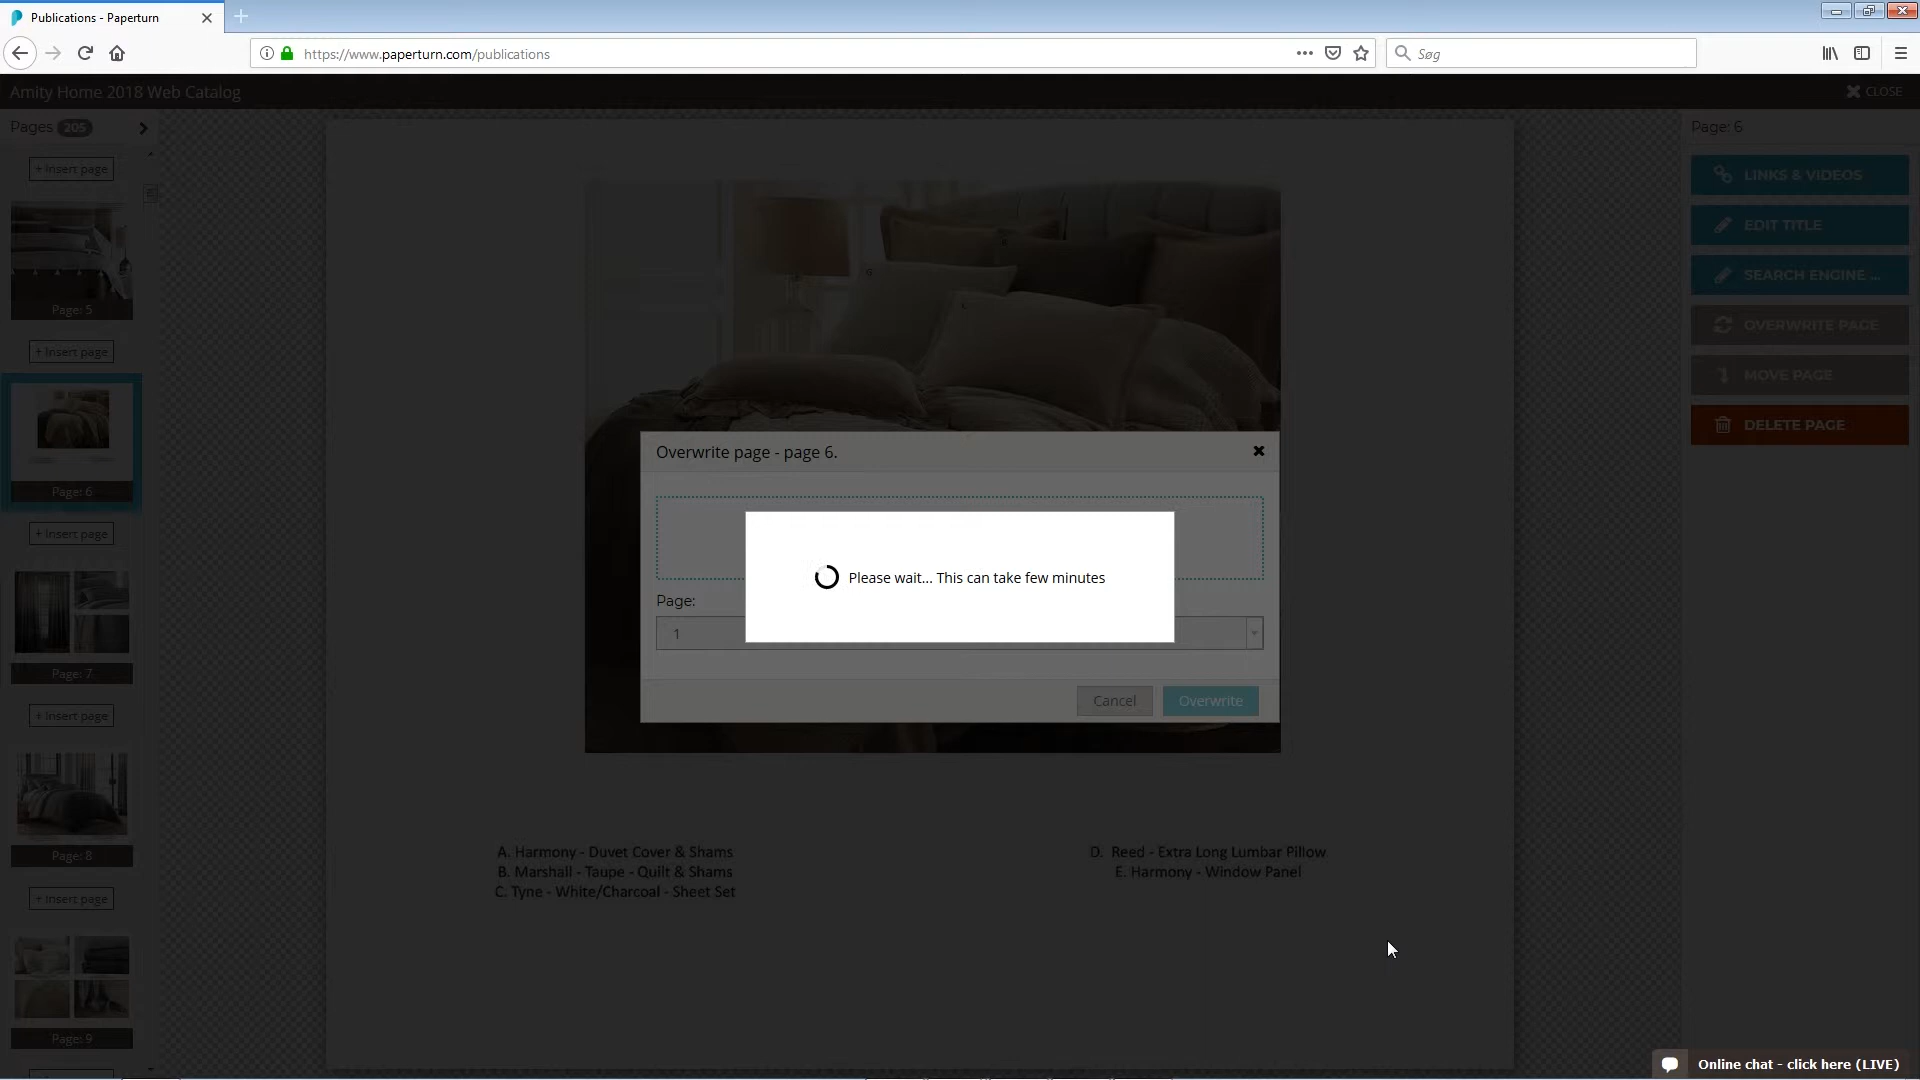 Publications - Paperturn
https://www.paperturn.com/publications
Søg
Amity Home 2018 Web Catalog
CLOSE
Pages 205
Page: 6
+ Insert page
LINKS & VIDEOS
EDIT TITLE
SEARCH ENGINE ...
OVERWRITE PAGE
MOVE PAGE
DELETE PAGE
Page: 5
+ Insert page
Page: 6
+ Insert page
Page: 7
+ Insert page
Page: 8
+ Insert page
Page: 9
Overwrite page - page 6.
Please wait... This can take few minutes
Page:
1
Cancel
Overwrite
A. Harmony - Duvet Cover & Shams
B. Marshall - Taupe - Quilt & Shams
C. Tyne - White/Charcoal - Sheet Set
D. Reed - Extra Long Lumbar Pillow
E. Harmony - Window Panel
Online chat - click here (LIVE)